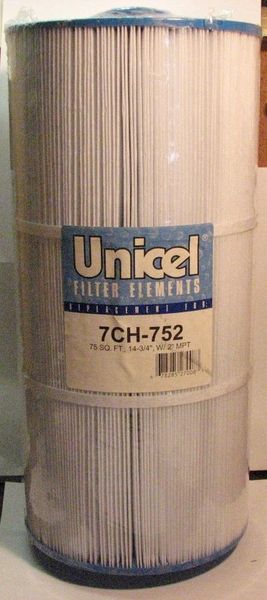 Unicel
FILTER ELEMENTS
REPLACEMENT FOR:
7CH-752
75 SQ. FT., 14-3/4", W/ 2" MPT